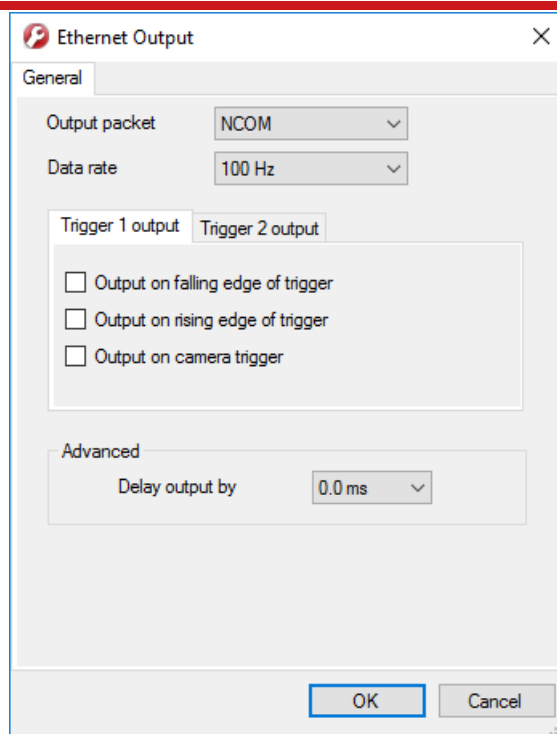 Ethernet Output
General
Output packet NCOM
Data rate 100 Hz
Trigger 1 output Trigger 2 output
Output on falling edge of trigger
Output on rising edge of trigger
Output on camera trigger
Advanced
Delay output by 0.0 ms
OK Cancel